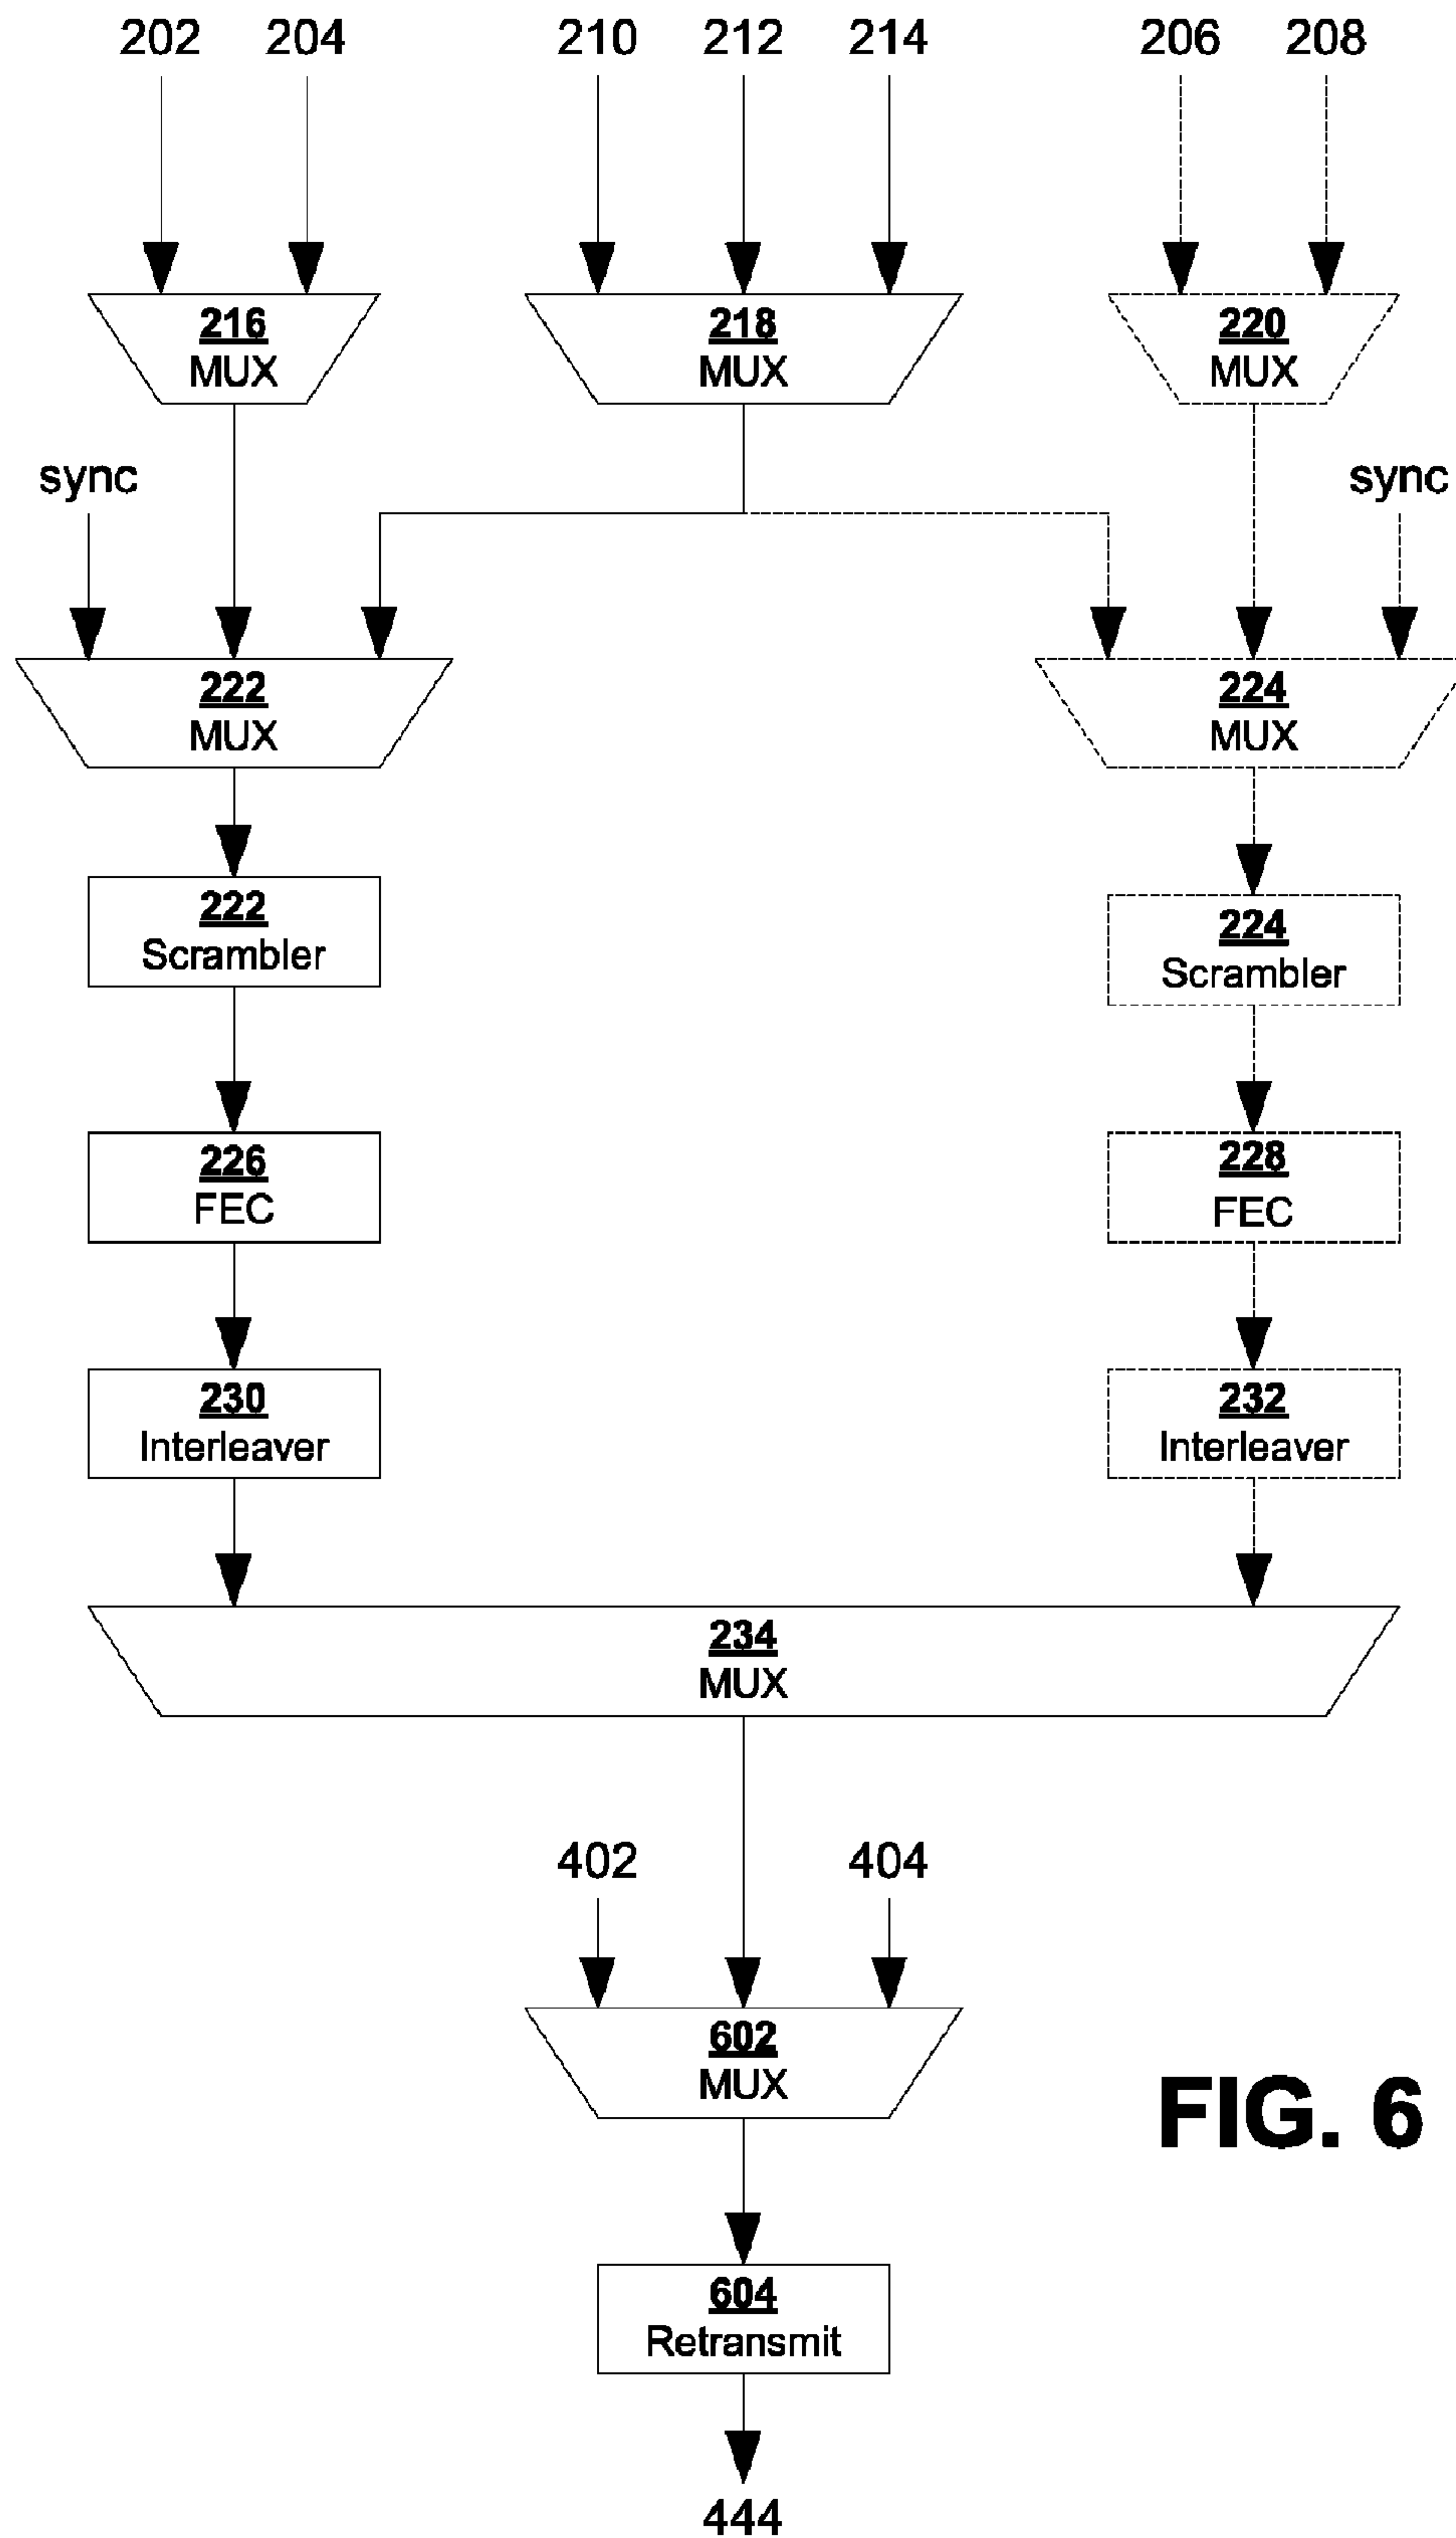 202 204 210 212 214 206 208
216 218 220
MUX MUX MUX
sync sync
222 224
MUX MUX
222 224
Scrambler Scrambler
226 228
FEC FEC
230 232
Interleaver Interleaver
234
MUX
402 404
602
MUX
FIG. 6
604
Retransmit
444